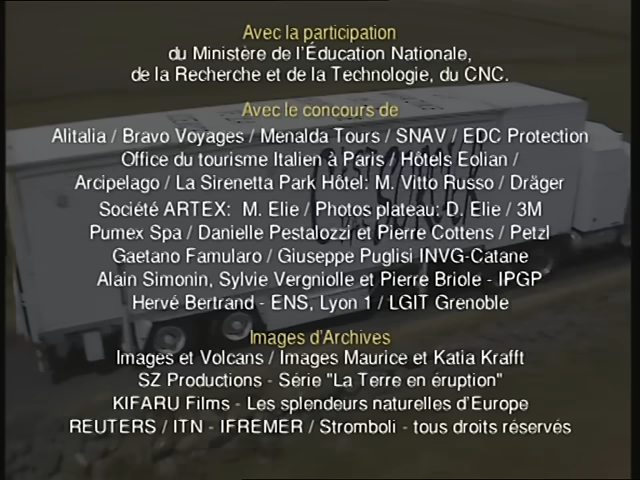 Avec la participation
du Ministère de l'Éducation Nationale,
de la Recherche et de la Technologie, du CNC.
Avec le concours de
Alitalia / Bravo Voyages / Menalda Tours / SNAV / EDC Protection
Office du tourisme Italien à Paris / Hôtels Eolian /
Arcipelago / La Sirenetta Park Hôtel: M. Vitto Russo / Dräger
Société ARTEX: M. Elie / Photos plateau: D. Elie / 3M
Pumex Spa / Danielle Pestalozzi et Pierre Cottens / Petzl
Gaetano Famularo / Giuseppe Puglisi INVG-Catane
Alain Simonin, Sylvie Vergniolle et Pierre Briole - IPGP
Hervé Bertrand - ENS, Lyon 1 / LGIT Grenoble
Images d'Archives
Images et Volcans / Images Maurice et Katia Krafft
SZ Productions - Série "La Terre en éruption"
KIFARU Films - Les splendeurs naturelles d'Europe
REUTERS / ITN - IFREMER / Stromboli - tous droits réservés